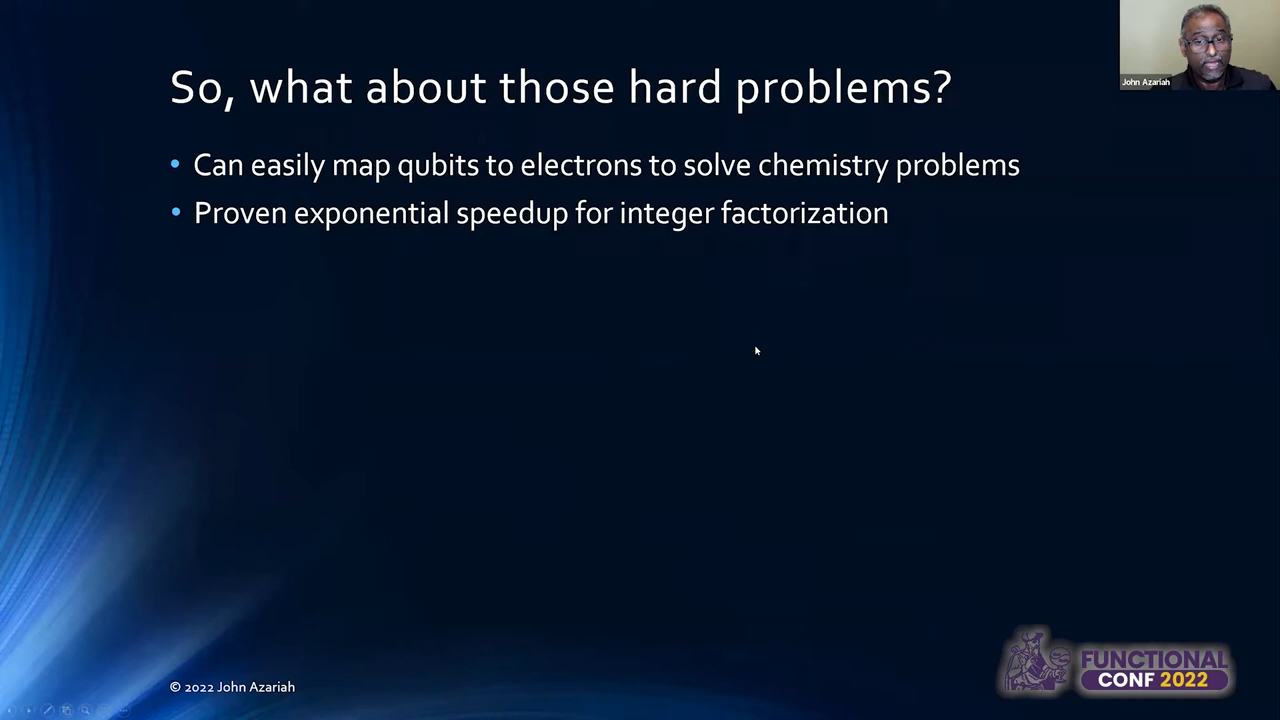 So, what about those hard problems?
John Azariah
• Can easily map qubits to electrons to solve chemistry problems
• Proven exponential speedup for integer factorization
© 2022 John Azariah
FUNCTIONAL
CONF 2022